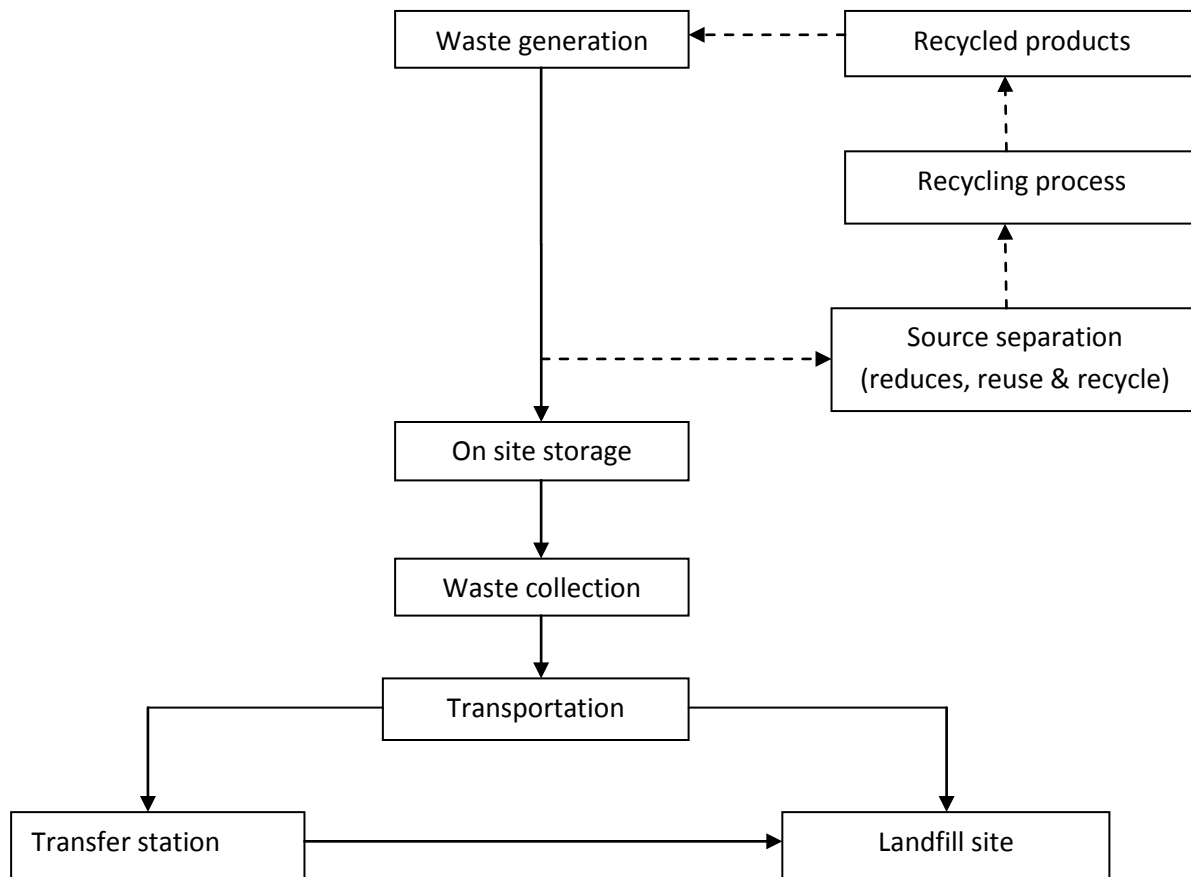 Waste generation
Recycled products
Recycling process
Source separation
(reduces, reuse & recycle)
On site storage
Waste collection
Transportation
Transfer station
Landfill site